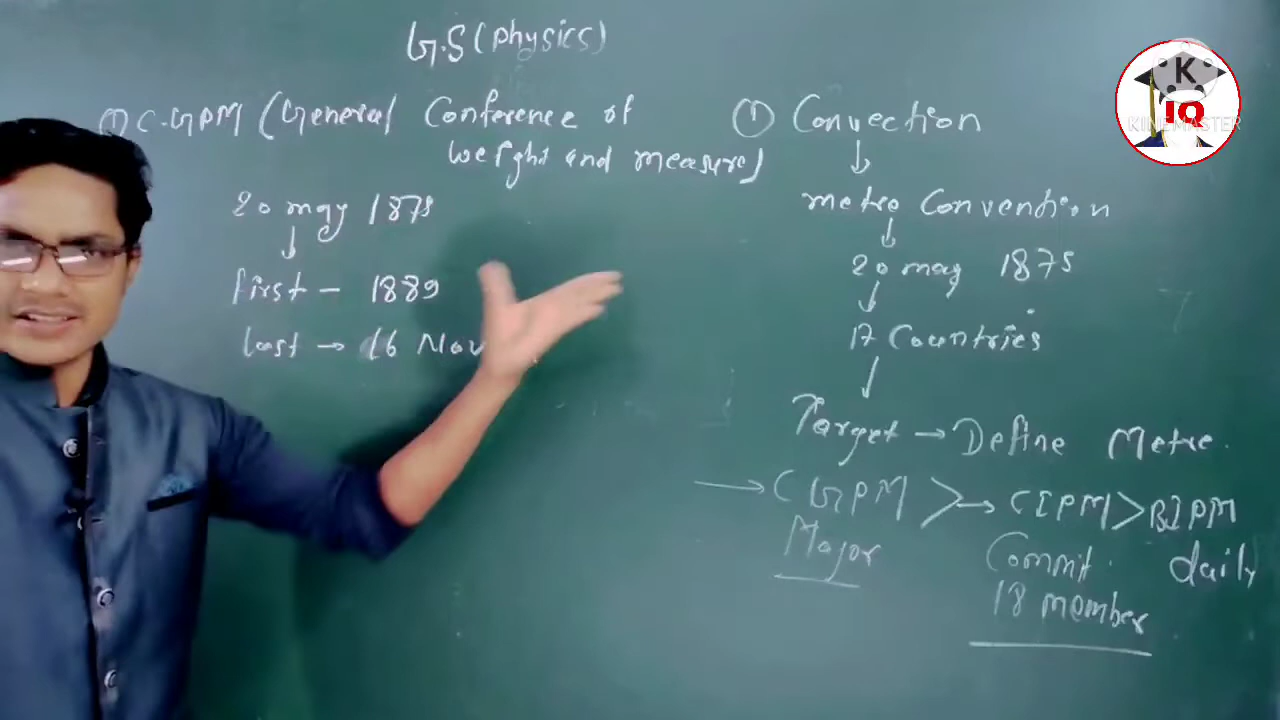 G.S (Physics)
① C.GPM (General Conference of
weight and measure)
20 may 1875
↓
first - 1889
last → 16 Nov
① Convection
↓
metre Convention
↓
20 may 1875
↓
17 Countries
↓
Target → Define Metre.
→ CGPM > → CIPM > BIPM
Major
Commit. daily
18 member
K
IQ
KINEMASTER